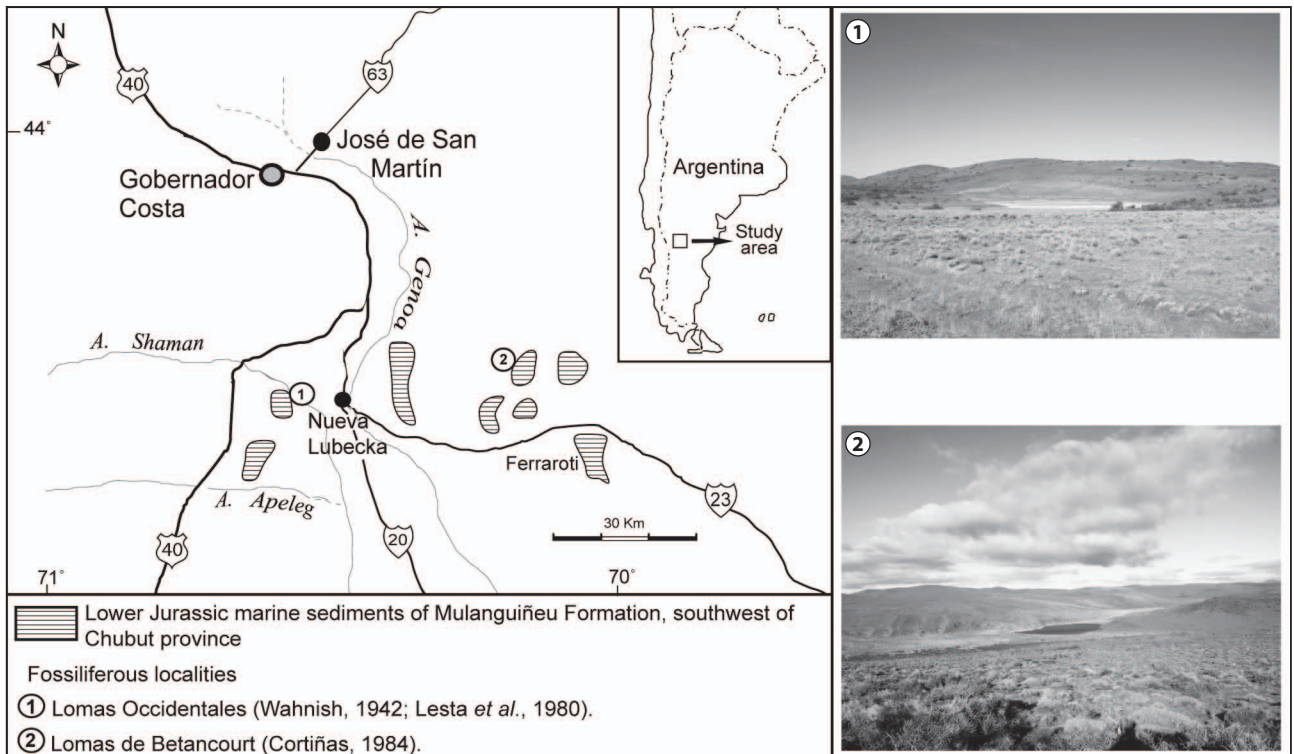 N
40
63
44°
José de San
Martín
Gobernador
Costa
A. Genoa
A. Shaman
1
2
Nueva
Lubecka
Ferraroti
A. Apeleg
23
30 Km
40
20
71°
70°
Argentina
Study
area
1
2
Lower Jurassic marine sediments of Mulanguiñeu Formation, southwest of
Chubut province
Fossiliferous localities
1 Lomas Occidentales (Wahnish, 1942; Lesta et al., 1980).
2 Lomas de Betancourt (Cortiñas, 1984).